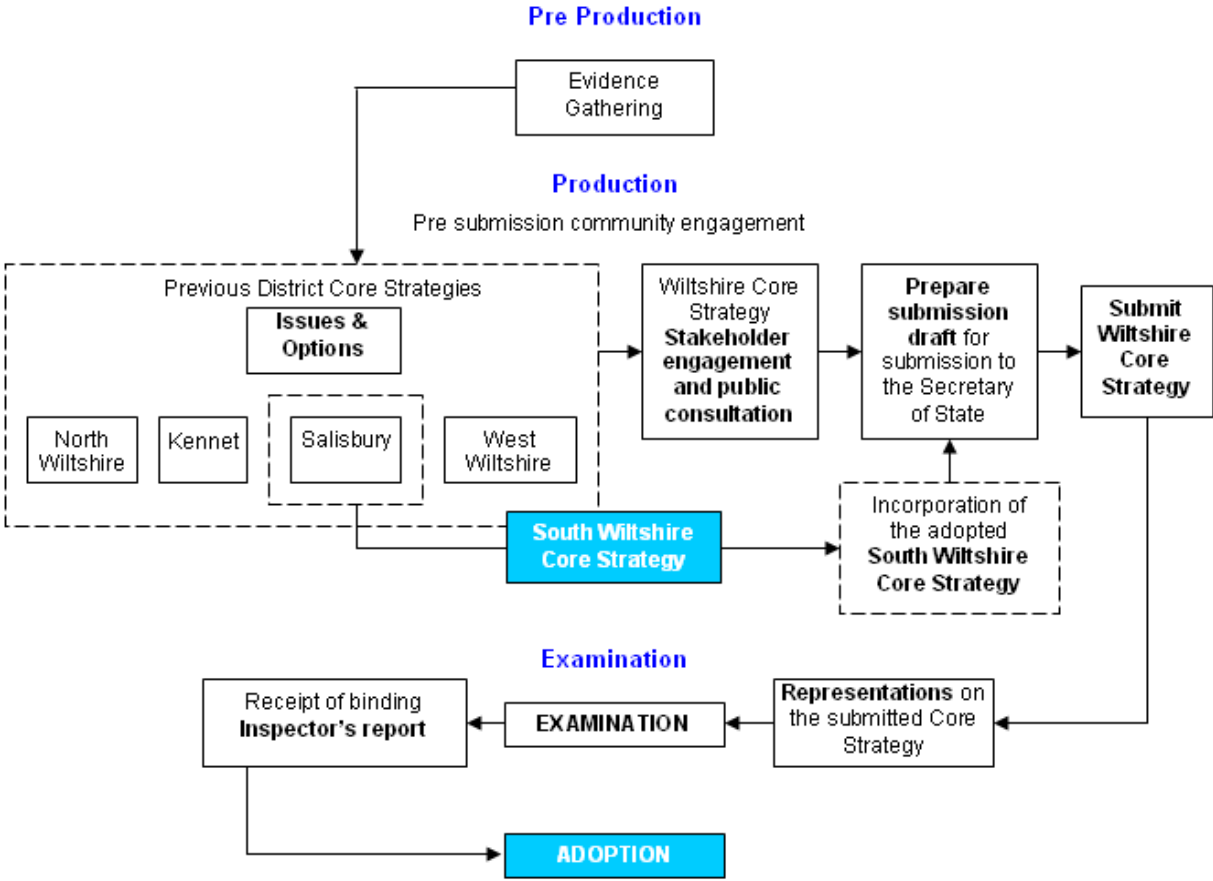 Pre Production
Evidence
Gathering
Production
Pre submission community engagement
Previous District Core Strategies
Issues &
Options
North
Wiltshire
Kennet
Salisbury
West
Wiltshire
Wiltshire Core
Strategy
Stakeholder
engagement
and public
consultation
Prepare
submission
draft for
submission to
the Secretary
of State
Submit
Wiltshire
Core
Strategy
South Wiltshire
Core Strategy
Incorporation of
the adopted
South Wiltshire
Core Strategy
Examination
Representations on
the submitted Core
Strategy
EXAMINATION
Receipt of binding
Inspector's report
ADOPTION